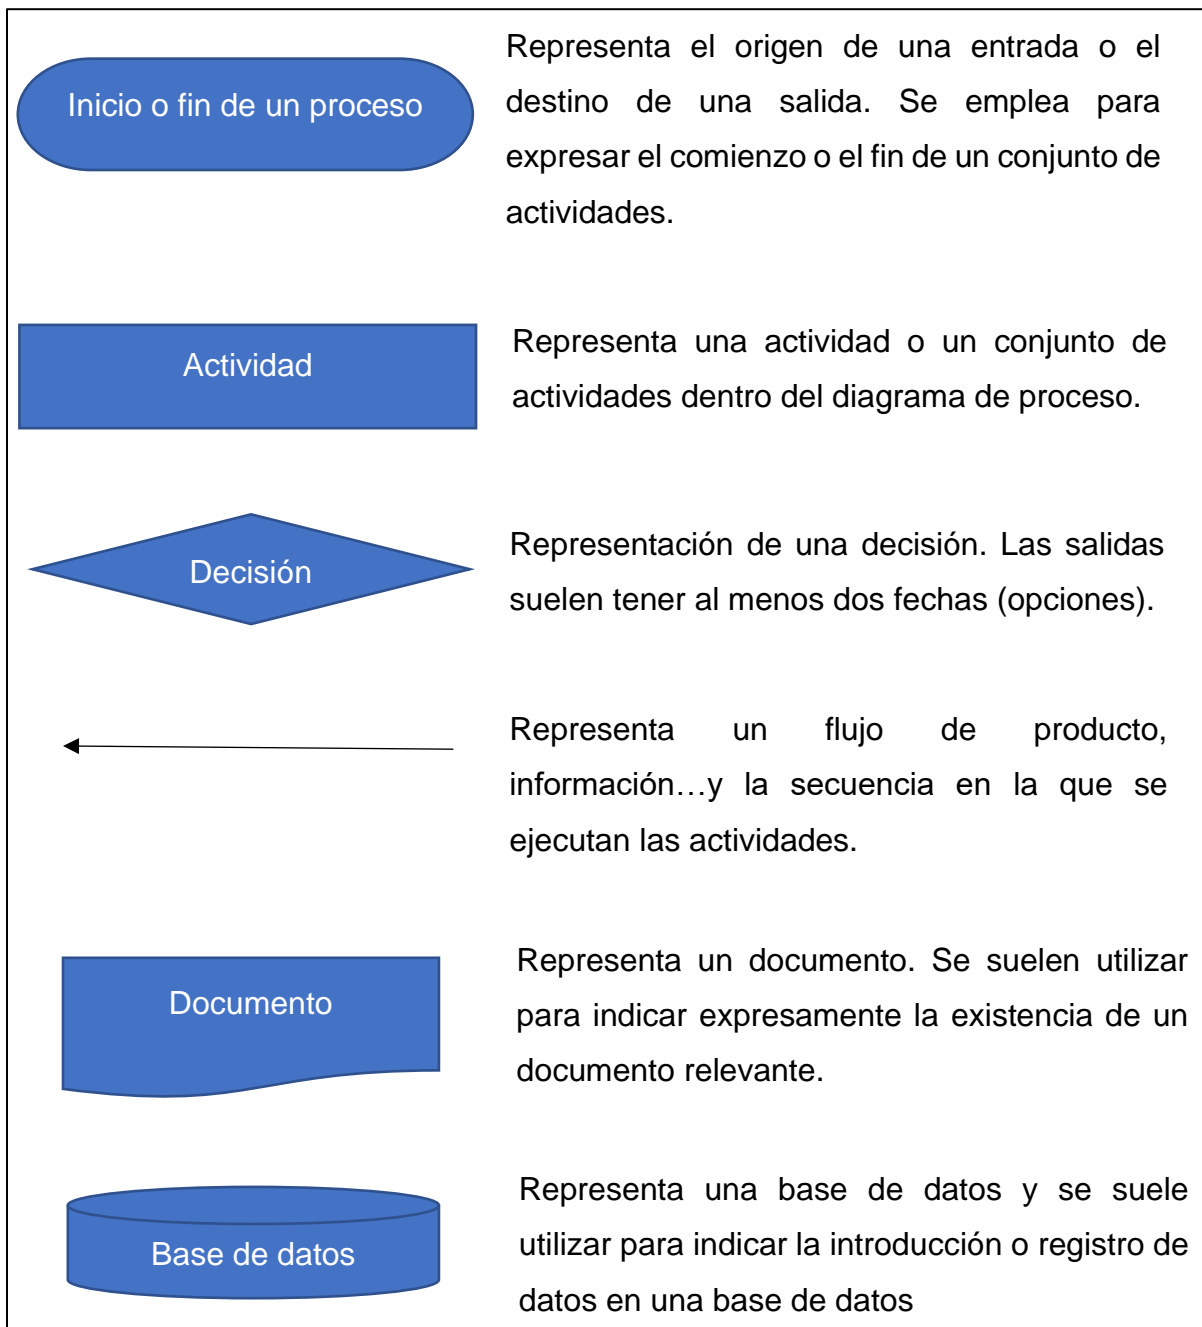 Inicio o fin de un proceso
Representa el origen de una entrada o el
destino de una salida. Se emplea para
expresar el comienzo o el fin de un conjunto de
actividades.
Actividad
Representa una actividad o un conjunto de
actividades dentro del diagrama de proceso.
Decisión
Representación de una decisión. Las salidas
suelen tener al menos dos fechas (opciones).
Representa un flujo de producto,
información…y la secuencia en la que se
ejecutan las actividades.
Documento
Representa un documento. Se suelen utilizar
para indicar expresamente la existencia de un
documento relevante.
Base de datos
Representa una base de datos y se suele
utilizar para indicar la introducción o registro de
datos en una base de datos